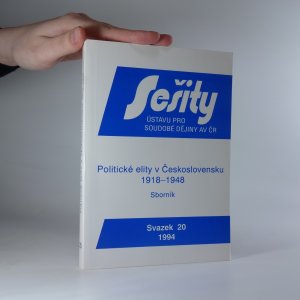 Sešity
ÚSTAVU PRO
SOUDOBÉ DĚJINY AV ČR
Politické elity v Československu
1918–1948
Sborník
Svazek 20
1994